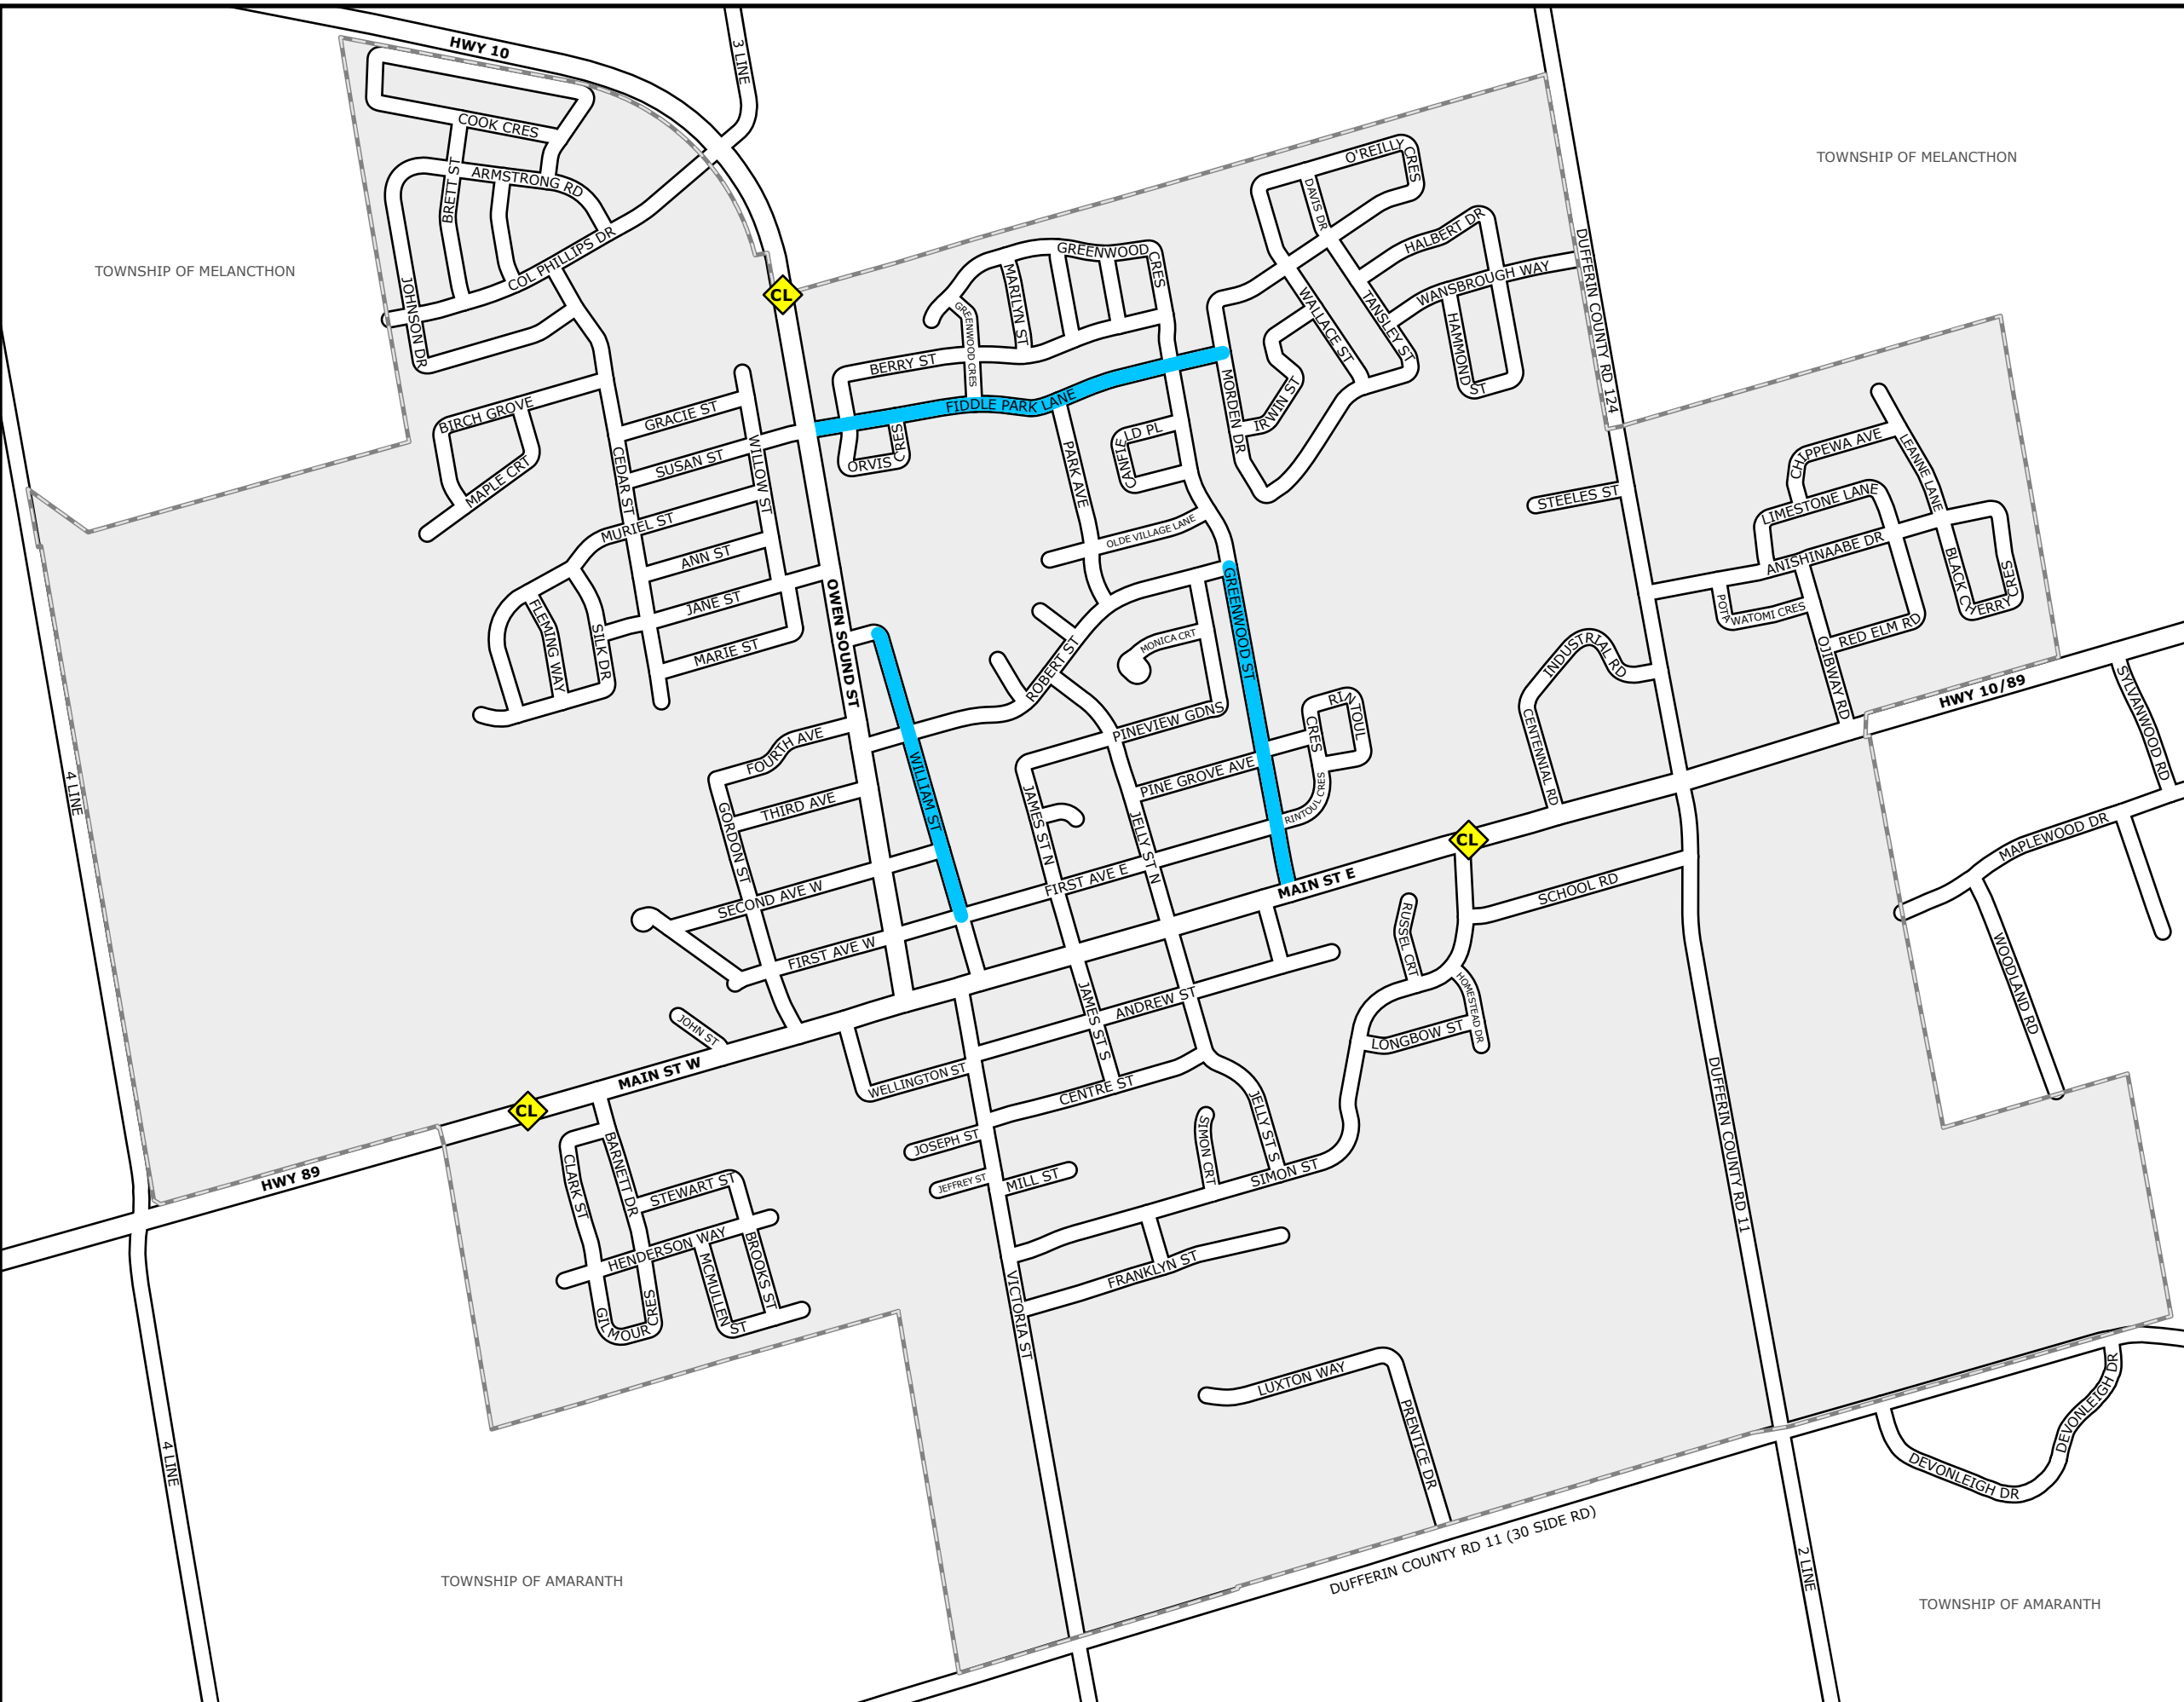 HWY 10
3 LINE
COOK CRES
TOWNSHIP OF MELANCTHON
ARMSTRONG RD
BRETT ST
O'REILLY CRES
DAVIS DR
TOWNSHIP OF MELANCTHON
COL PHILLIPS DR
JOHNSON DR
CL
GREENWOOD CRES
MARILYN ST
GREENWOOD CRES
HALBERT DR
WANSBROUGH WAY
HAMMOND ST
WALLACE ST
TANSLEY ST
DUFFERIN COUNTY RD 124
BERRY ST
FIDDLE PARK LANE
MORDEN DR
IRWIN ST
BIRCH GROVE
MAPLE CRT
GRACIE ST
SUSAN ST
CEDAR ST
WILLOW ST
ORVIS CRES
PARK AVE
CANFIELD PL
OLDE VILLAGE LANE
STEELES ST
CHIPPEWA AVE
LEANNE LANE
LIMESTONE LANE
ANISHINAABE DR
POTAWATOMI CRES
BLACK CHERRY CRES
RED ELM RD
OJIBWAY RD
MURIEL ST
ANN ST
JANE ST
MARIE ST
FLEMING WAY
SILK DR
OWEN SOUND ST
WILLIAM ST
ROBERT ST
MONICA CRT
GREENWOOD ST
PINEVIEW GDNS
RINTOUL CRES
PINE GROVE AVE
RINTOUL CRES
INDUSTRIAL RD
CENTENNIAL RD
HWY 10/89
SYLVANWOOD RD
MAPLEWOOD DR
WOODLAND RD
4 LINE
FOURTH AVE
THIRD AVE
GORDON ST
SECOND AVE W
FIRST AVE W
JAMES ST N
JELLY ST N
FIRST AVE E
MAIN ST E
CL
SCHOOL RD
RUSSEL CRT
HOMESTEAD DR
LONGBOW ST
JOHN ST
MAIN ST W
CL
HWY 89
WELLINGTON ST
ANDREW ST
JAMES ST S
CENTRE ST
JOSEPH ST
JEFFREY ST
MILL ST
JELLY ST S
SIMON CRT
SIMON ST
FRANKLYN ST
VICTORIA ST
CLARK ST
BARNETT DR
STEWART ST
HENDERSON WAY
BROOKS ST
MCMULLEN ST
GILMOUR CRES
DUFFERIN COUNTY RD 11
LUXTON WAY
PRENTICE DR
DEVONLEIGH DR
DEVONLEIGH DR
4 LINE
DUFFERIN COUNTY RD 11 (30 SIDE RD)
2 LINE
TOWNSHIP OF AMARANTH
TOWNSHIP OF AMARANTH